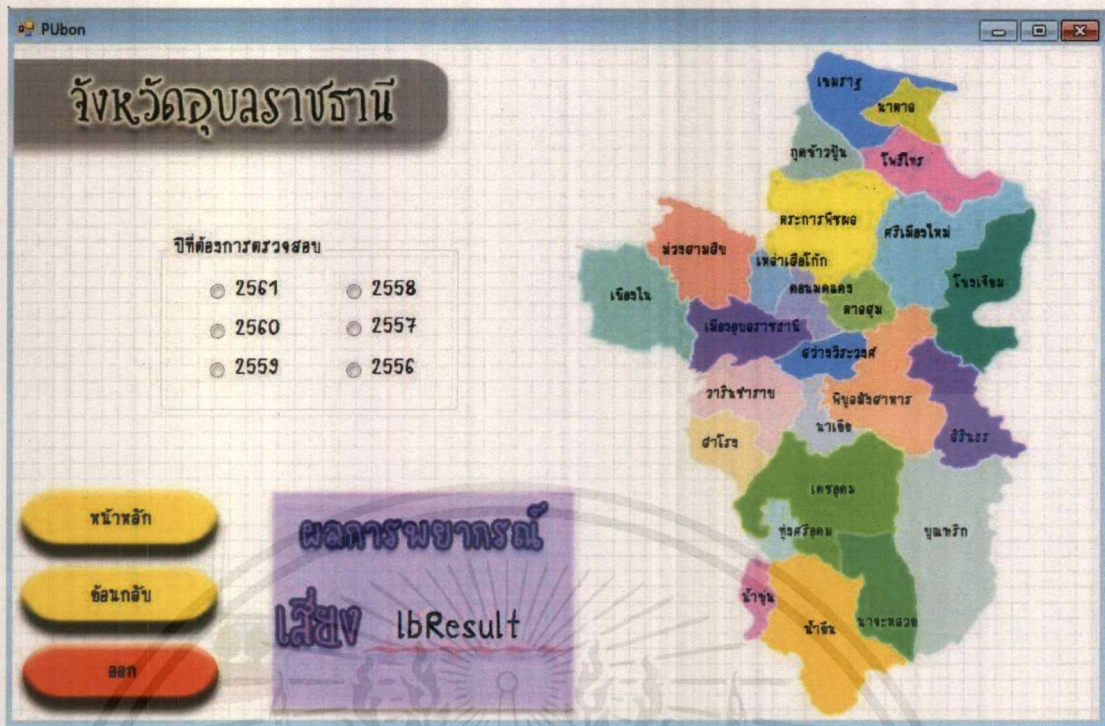 PUbon
จังหวัดอุบลราชธานี
ปีที่ต้องการตรวจสอบ
2561
2558
2560
2557
2559
2556
หน้าหลัก
ย้อนกลับ
ออก
ผลการพยากรณ์
เสี่ยง lbResult
เขมราฐ
นาตาล
กุดข้าวปุ้น
โพธิ์ไทร
ตระการพืชผล
ศรีเมืองใหม่
ม่วงสามสิบ
เหล่าเสือโก้ก
โขงเจียม
ดอนมดแดง
เขื่องใน
ตาลสุม
เมืองอุบลราชธานี
สว่างวีระวงศ์
วารินชำราบ
พิบูลมังสาหาร
นาเยีย
สิรินธร
สำโรง
เดชอุดม
ทุ่งศรีอุดม
บุณฑริก
น้ำขุ่น
น้ำยืน
นาจะหลวย